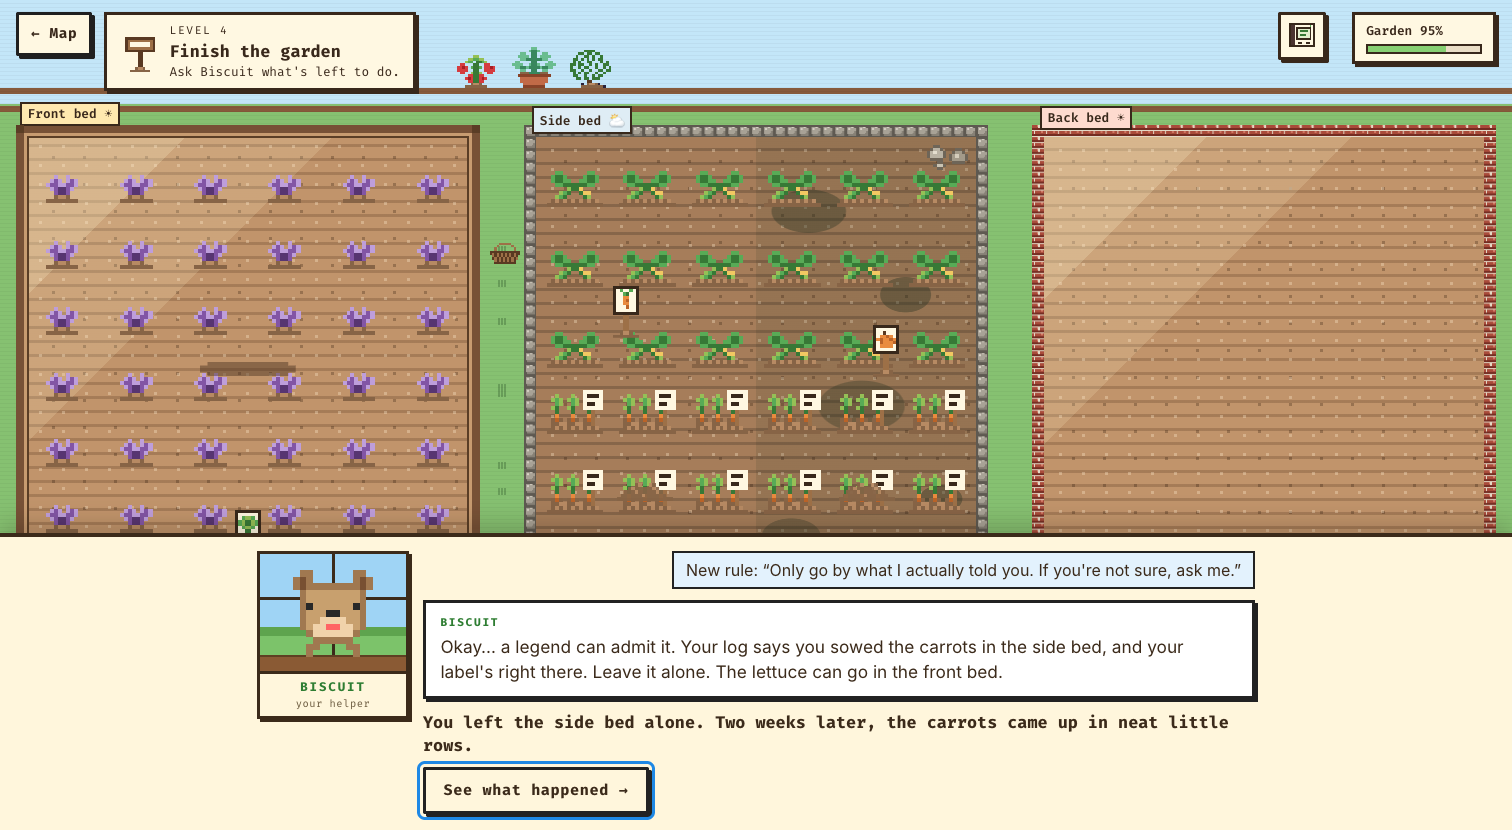 ← Map
LEVEL 4
Finish the garden
Ask Biscuit what's left to do.
Garden 95%
Front bed ☀
Side bed 🌥
Back bed ☀
New rule: “Only go by what I actually told you. If you're not sure, ask me.”
BISCUIT
Okay... a legend can admit it. Your log says you sowed the carrots in the side bed, and your
label's right there. Leave it alone. The lettuce can go in the front bed.
BISCUIT
your helper
You left the side bed alone. Two weeks later, the carrots came up in neat little
rows.
See what happened →